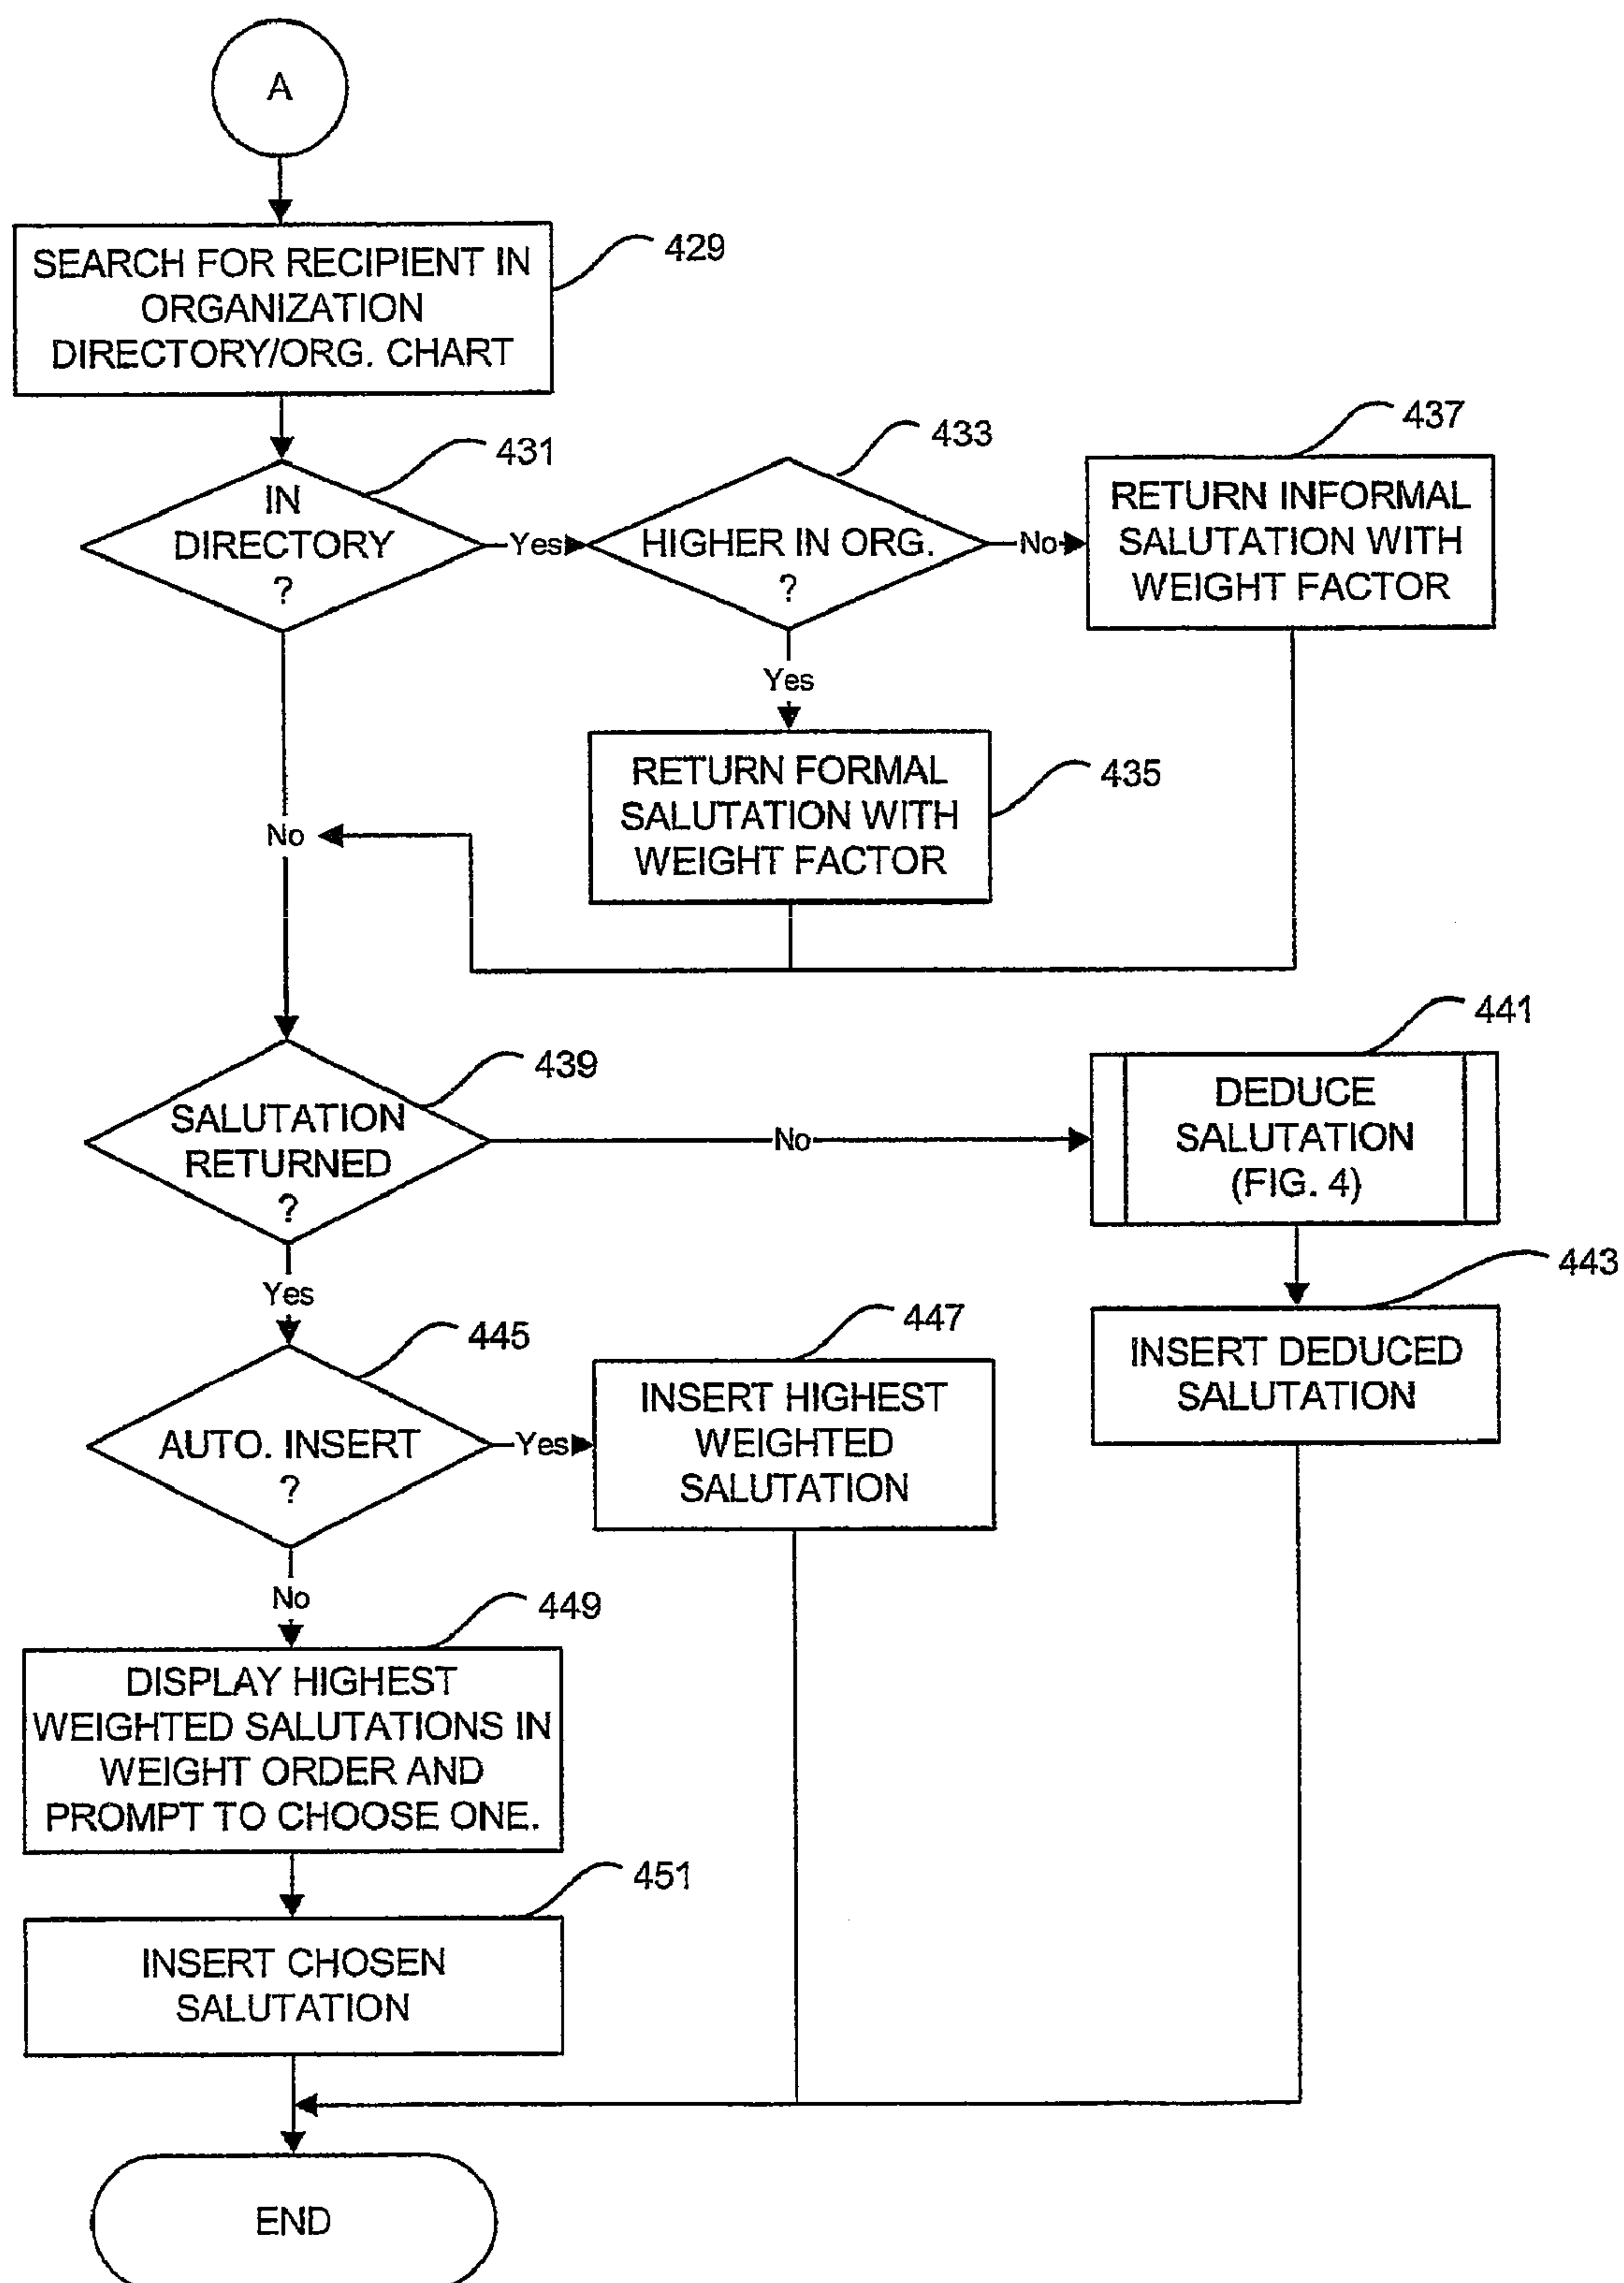 A
SEARCH FOR RECIPIENT IN
ORGANIZATION
DIRECTORY/ORG. CHART
429
IN
DIRECTORY
?
431
Yes
HIGHER IN ORG.
?
433
No
RETURN INFORMAL
SALUTATION WITH
WEIGHT FACTOR
437
Yes
RETURN FORMAL
SALUTATION WITH
WEIGHT FACTOR
435
No
SALUTATION
RETURNED
?
439
No
DEDUCE
SALUTATION
(FIG. 4)
441
INSERT DEDUCED
SALUTATION
443
Yes
AUTO. INSERT
?
445
Yes
INSERT HIGHEST
WEIGHTED
SALUTATION
447
No
DISPLAY HIGHEST
WEIGHTED SALUTATIONS IN
WEIGHT ORDER AND
PROMPT TO CHOOSE ONE.
449
INSERT CHOSEN
SALUTATION
451
END